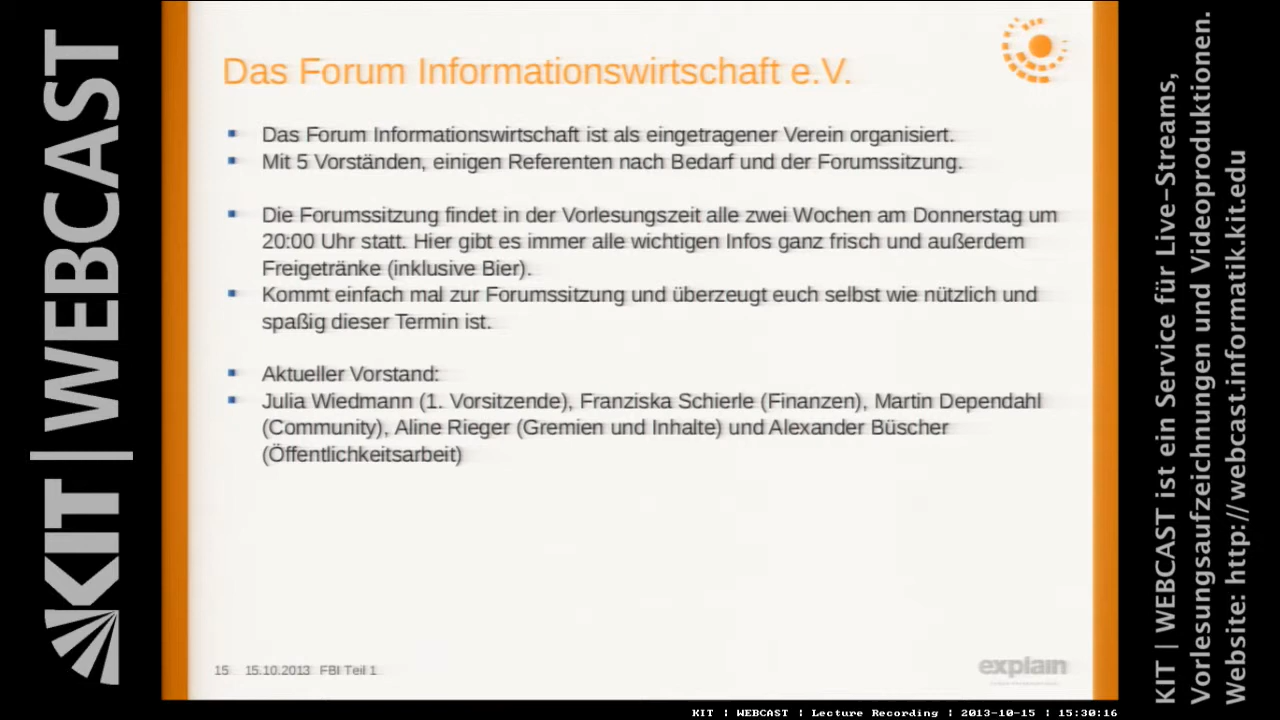 KIT | WEBCAST
Das Forum Informationswirtschaft e.V.
Das Forum Informationswirtschaft ist als eingetragener Verein organisiert.
Mit 5 Vorständen, einigen Referenten nach Bedarf und der Forumssitzung.
Die Forumssitzung findet in der Vorlesungszeit alle zwei Wochen am Donnerstag um
20:00 Uhr statt. Hier gibt es immer alle wichtigen Infos ganz frisch und außerdem
Freigetränke (inklusive Bier).
Kommt einfach mal zur Forumssitzung und überzeugt euch selbst wie nützlich und
spaßig dieser Termin ist.
Aktueller Vorstand:
Julia Wiedmann (1. Vorsitzende), Franziska Schierle (Finanzen), Martin Dependahl
(Community), Aline Rieger (Gremien und Inhalte) und Alexander Büscher
(Öffentlichkeitsarbeit)
15 15.10.2013 FBI Teil 1
explain
KIT | WEBCAST ist ein Service für Live-Streams,
Vorlesungsaufzeichnungen und Videoproduktionen.
Website: http://webcast.informatik.kit.edu
KIT | WEBCAST | Lecture Recording | 2013-10-15 | 15:30:16